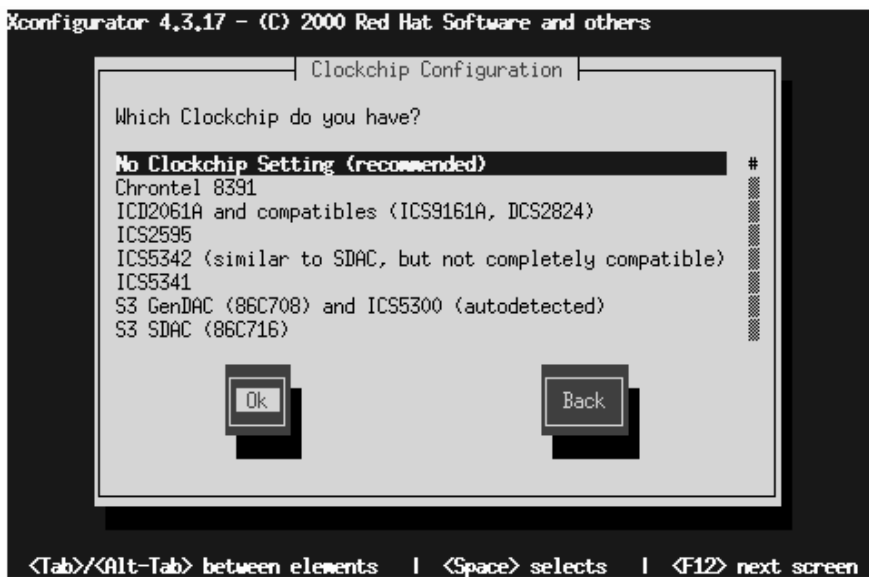 Xconfigurator 4.3.17 - (C) 2000 Red Hat Software and others
Clockchip Configuration
Which Clockchip do you have?
No Clockchip Setting (recommended) #
Chrontel 8391
ICD2061A and compatibles (ICS9161A, DCS2824)
ICS2595
ICS5342 (similar to SDAC, but not completely compatible)
ICS5341
S3 GenDAC (86C708) and ICS5300 (autodetected)
S3 SDAC (86C716)
Ok Back
<Tab>/<Alt-Tab> between elements | <Space> selects | <F12> next screen